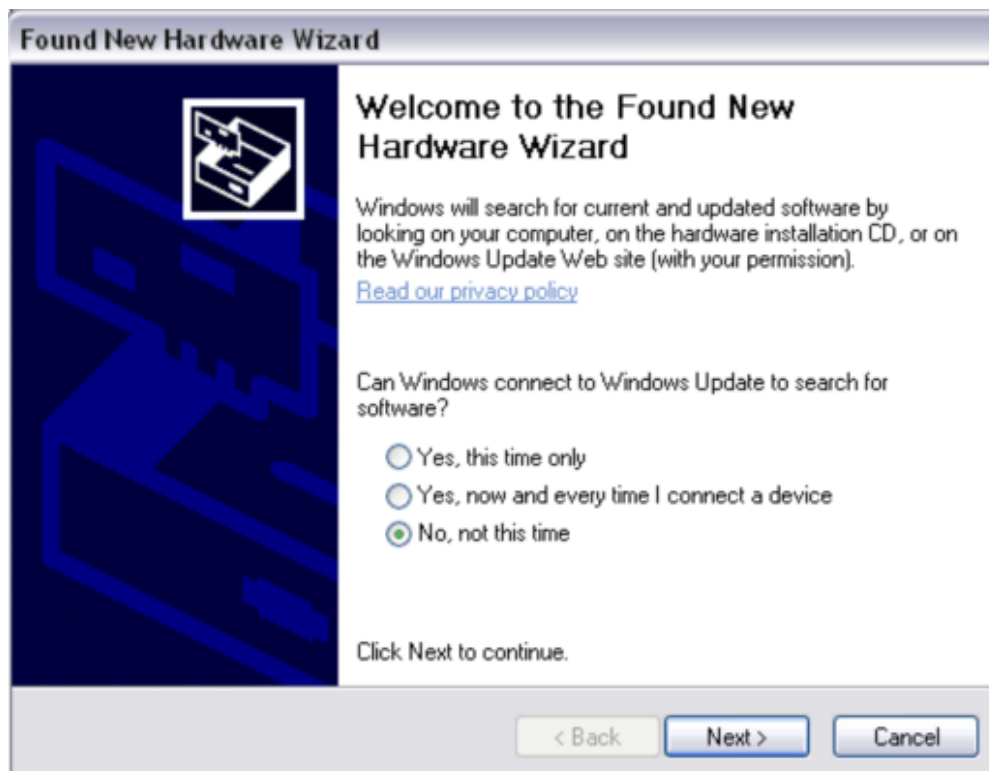 Found New Hardware Wizard
Welcome to the Found New
Hardware Wizard
Windows will search for current and updated software by
looking on your computer, on the hardware installation CD, or on
the Windows Update Web site (with your permission).
Read our privacy policy
Can Windows connect to Windows Update to search for
software?
Yes, this time only
Yes, now and every time I connect a device
No, not this time
Click Next to continue.
< Back Next > Cancel